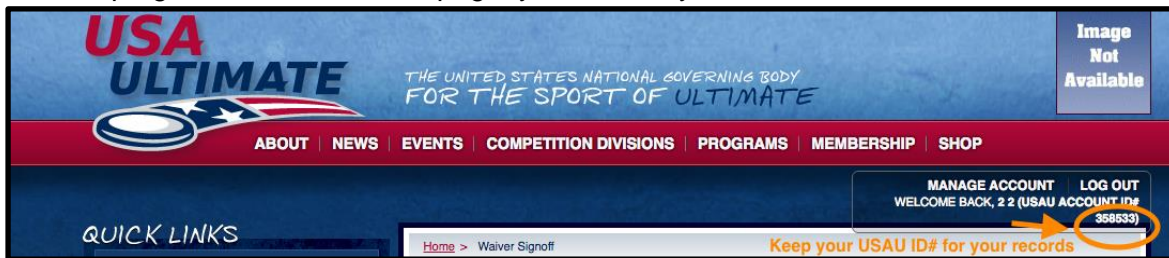 USA
ULTIMATE
THE UNITED STATES NATIONAL GOVERNING BODY
FOR THE SPORT OF ULTIMATE
Image
Not
Available
ABOUT | NEWS | EVENTS | COMPETITION DIVISIONS | PROGRAMS | MEMBERSHIP | SHOP
MANAGE ACCOUNT | LOG OUT
WELCOME BACK, 2 2 (USAU ACCOUNT ID#
358533)
QUICK LINKS
Home > Waiver Signoff
Keep your USAU ID# for your records